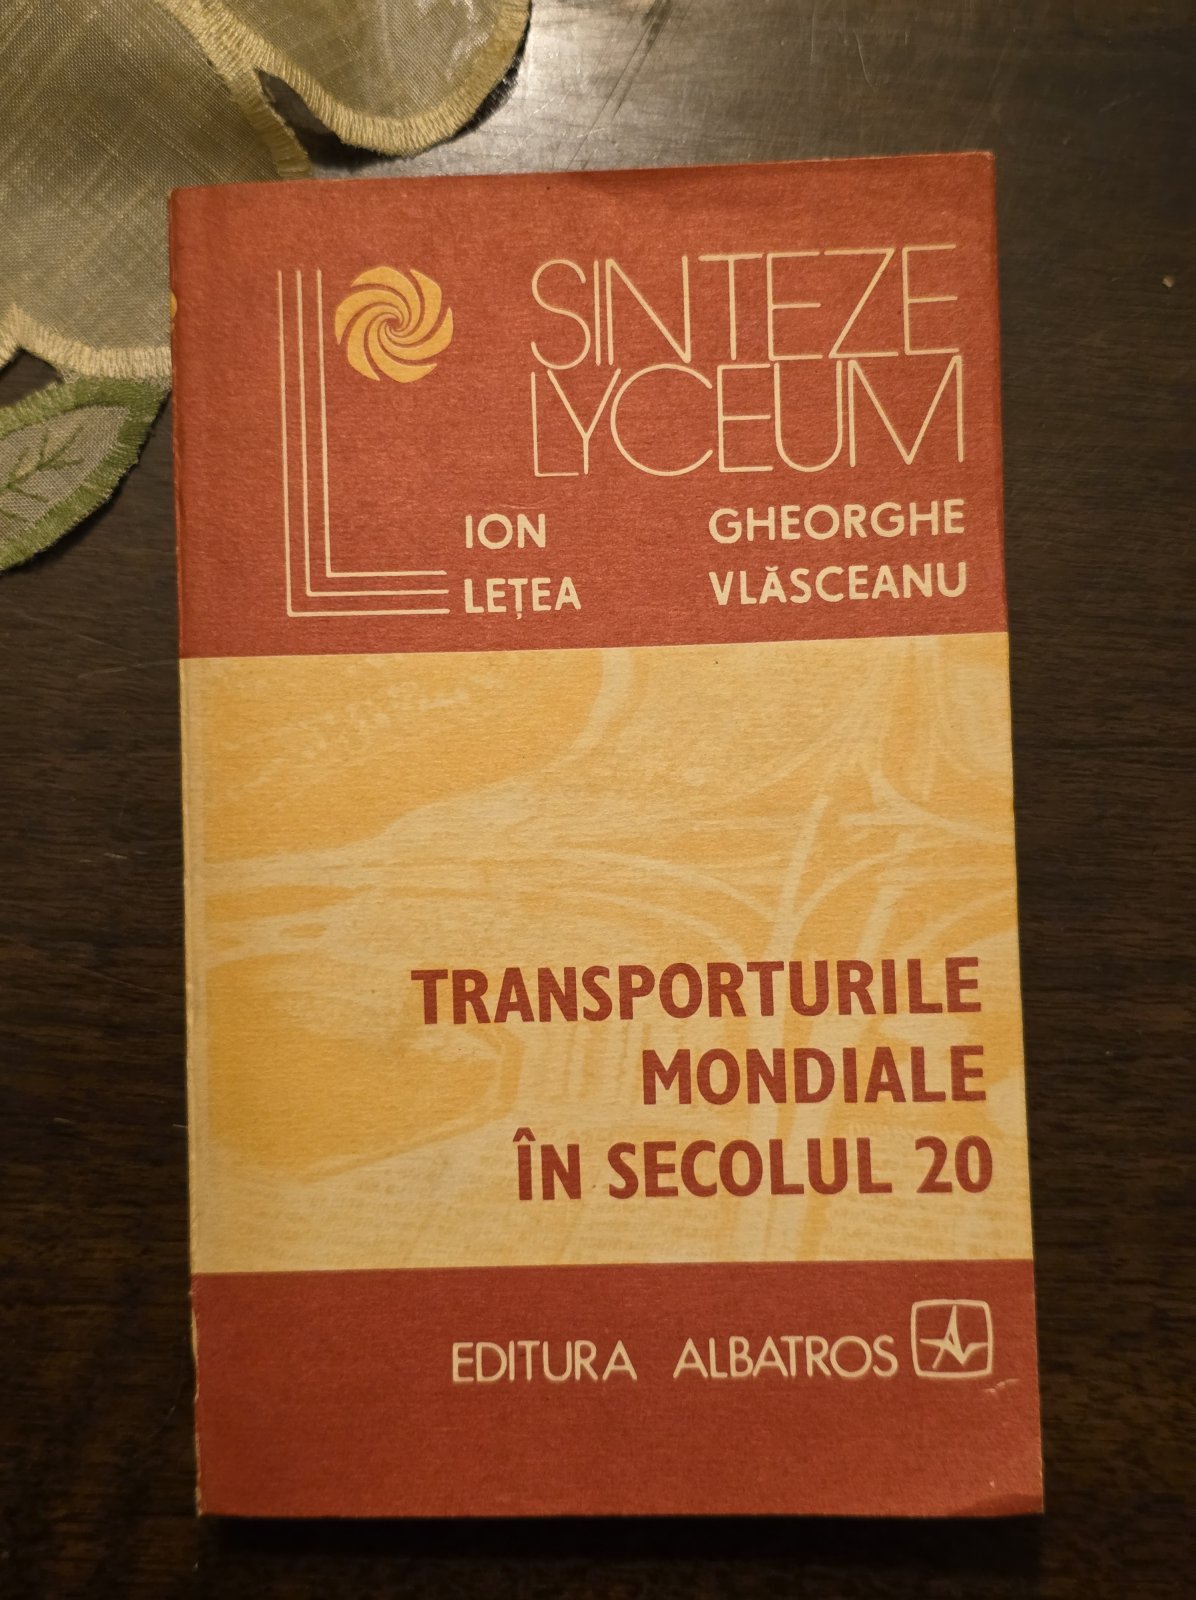 SINTEZE
LYCEUM
ION GHEORGHE
LEȚEA VLĂSCEANU
TRANSPORTURILE
MONDIALE
ÎN SECOLUL 20
EDITURA ALBATROS